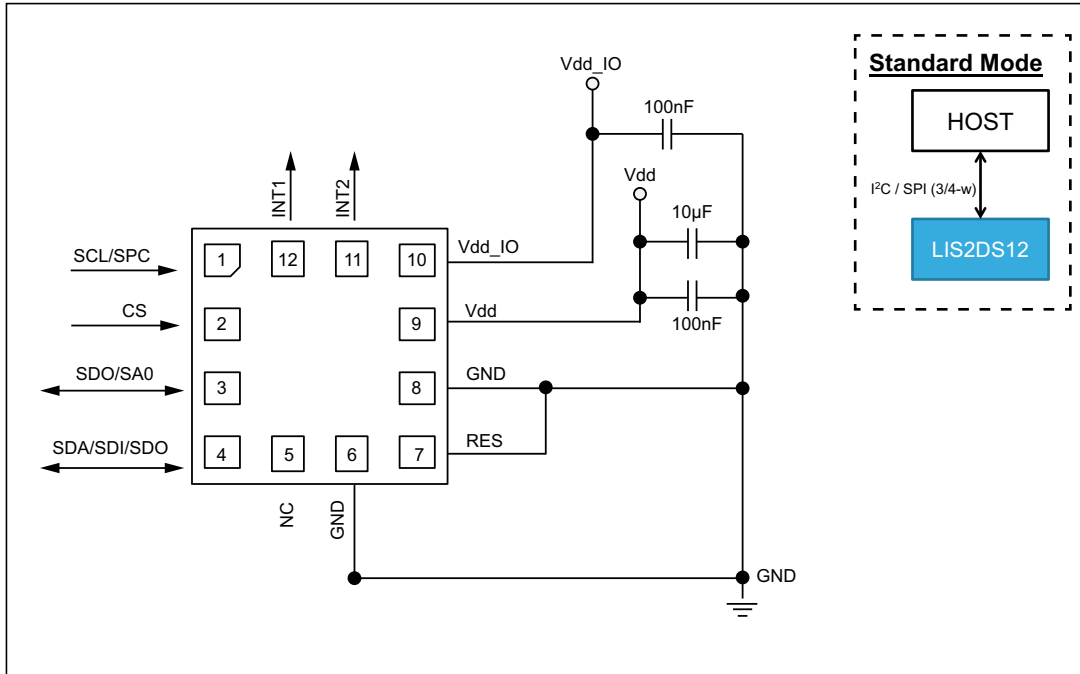 Vdd_IO
100nF
Vdd
10µF
100nF
INT1
INT2
SCL/SPC
1
12
11
10
Vdd_IO
CS
2
9
Vdd
SDO/SA0
3
8
GND
SDA/SDI/SDO
4
5
6
7
RES
NC
GND
GND
Standard Mode
HOST
I²C / SPI (3/4-w)
LIS2DS12